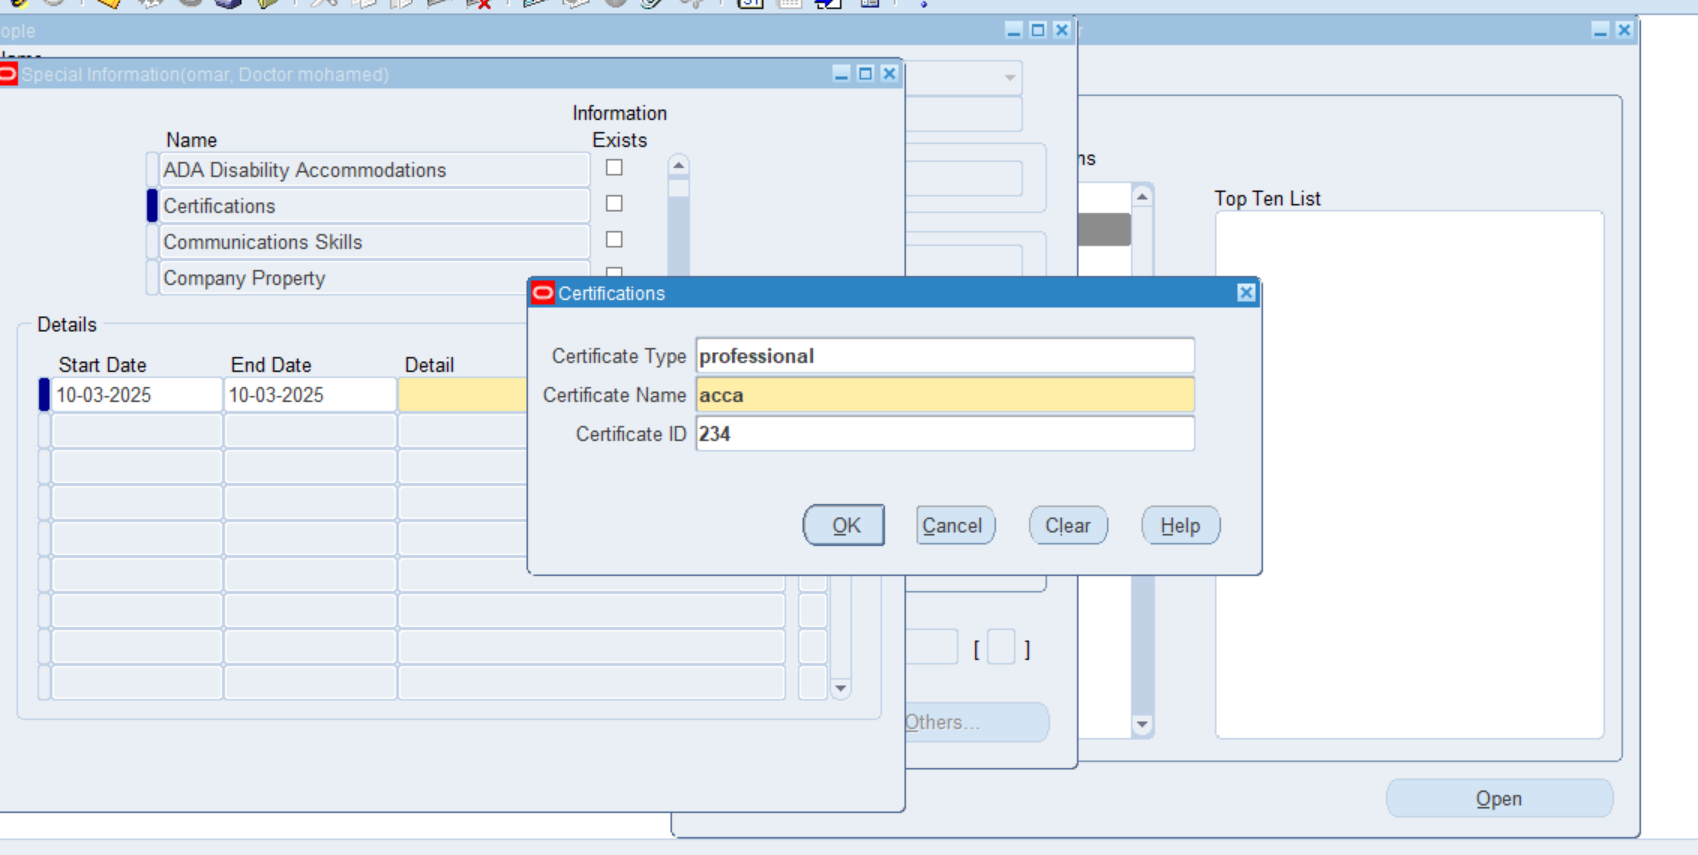 ople
Special Information(omar, Doctor mohamed)
Information
Name Exists
ADA Disability Accommodations
Certifications
Communications Skills
Company Property
ns
Top Ten List
Certifications
Certificate Type professional
Certificate Name acca
Certificate ID 234
OK Cancel Clear Help
Details
Start Date End Date Detail
10-03-2025 10-03-2025
[ ]
Others...
Open